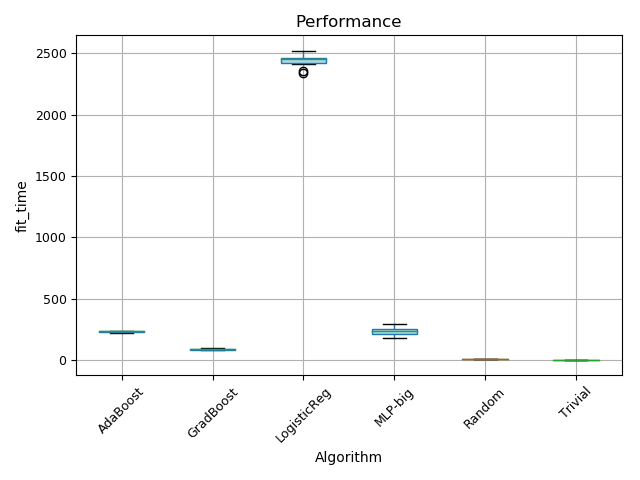 Performance
fit_time
2500
2000
1500
1000
500
0
AdaBoost
GradBoost
LogisticReg
MLP-big
Random
Trivial
Algorithm